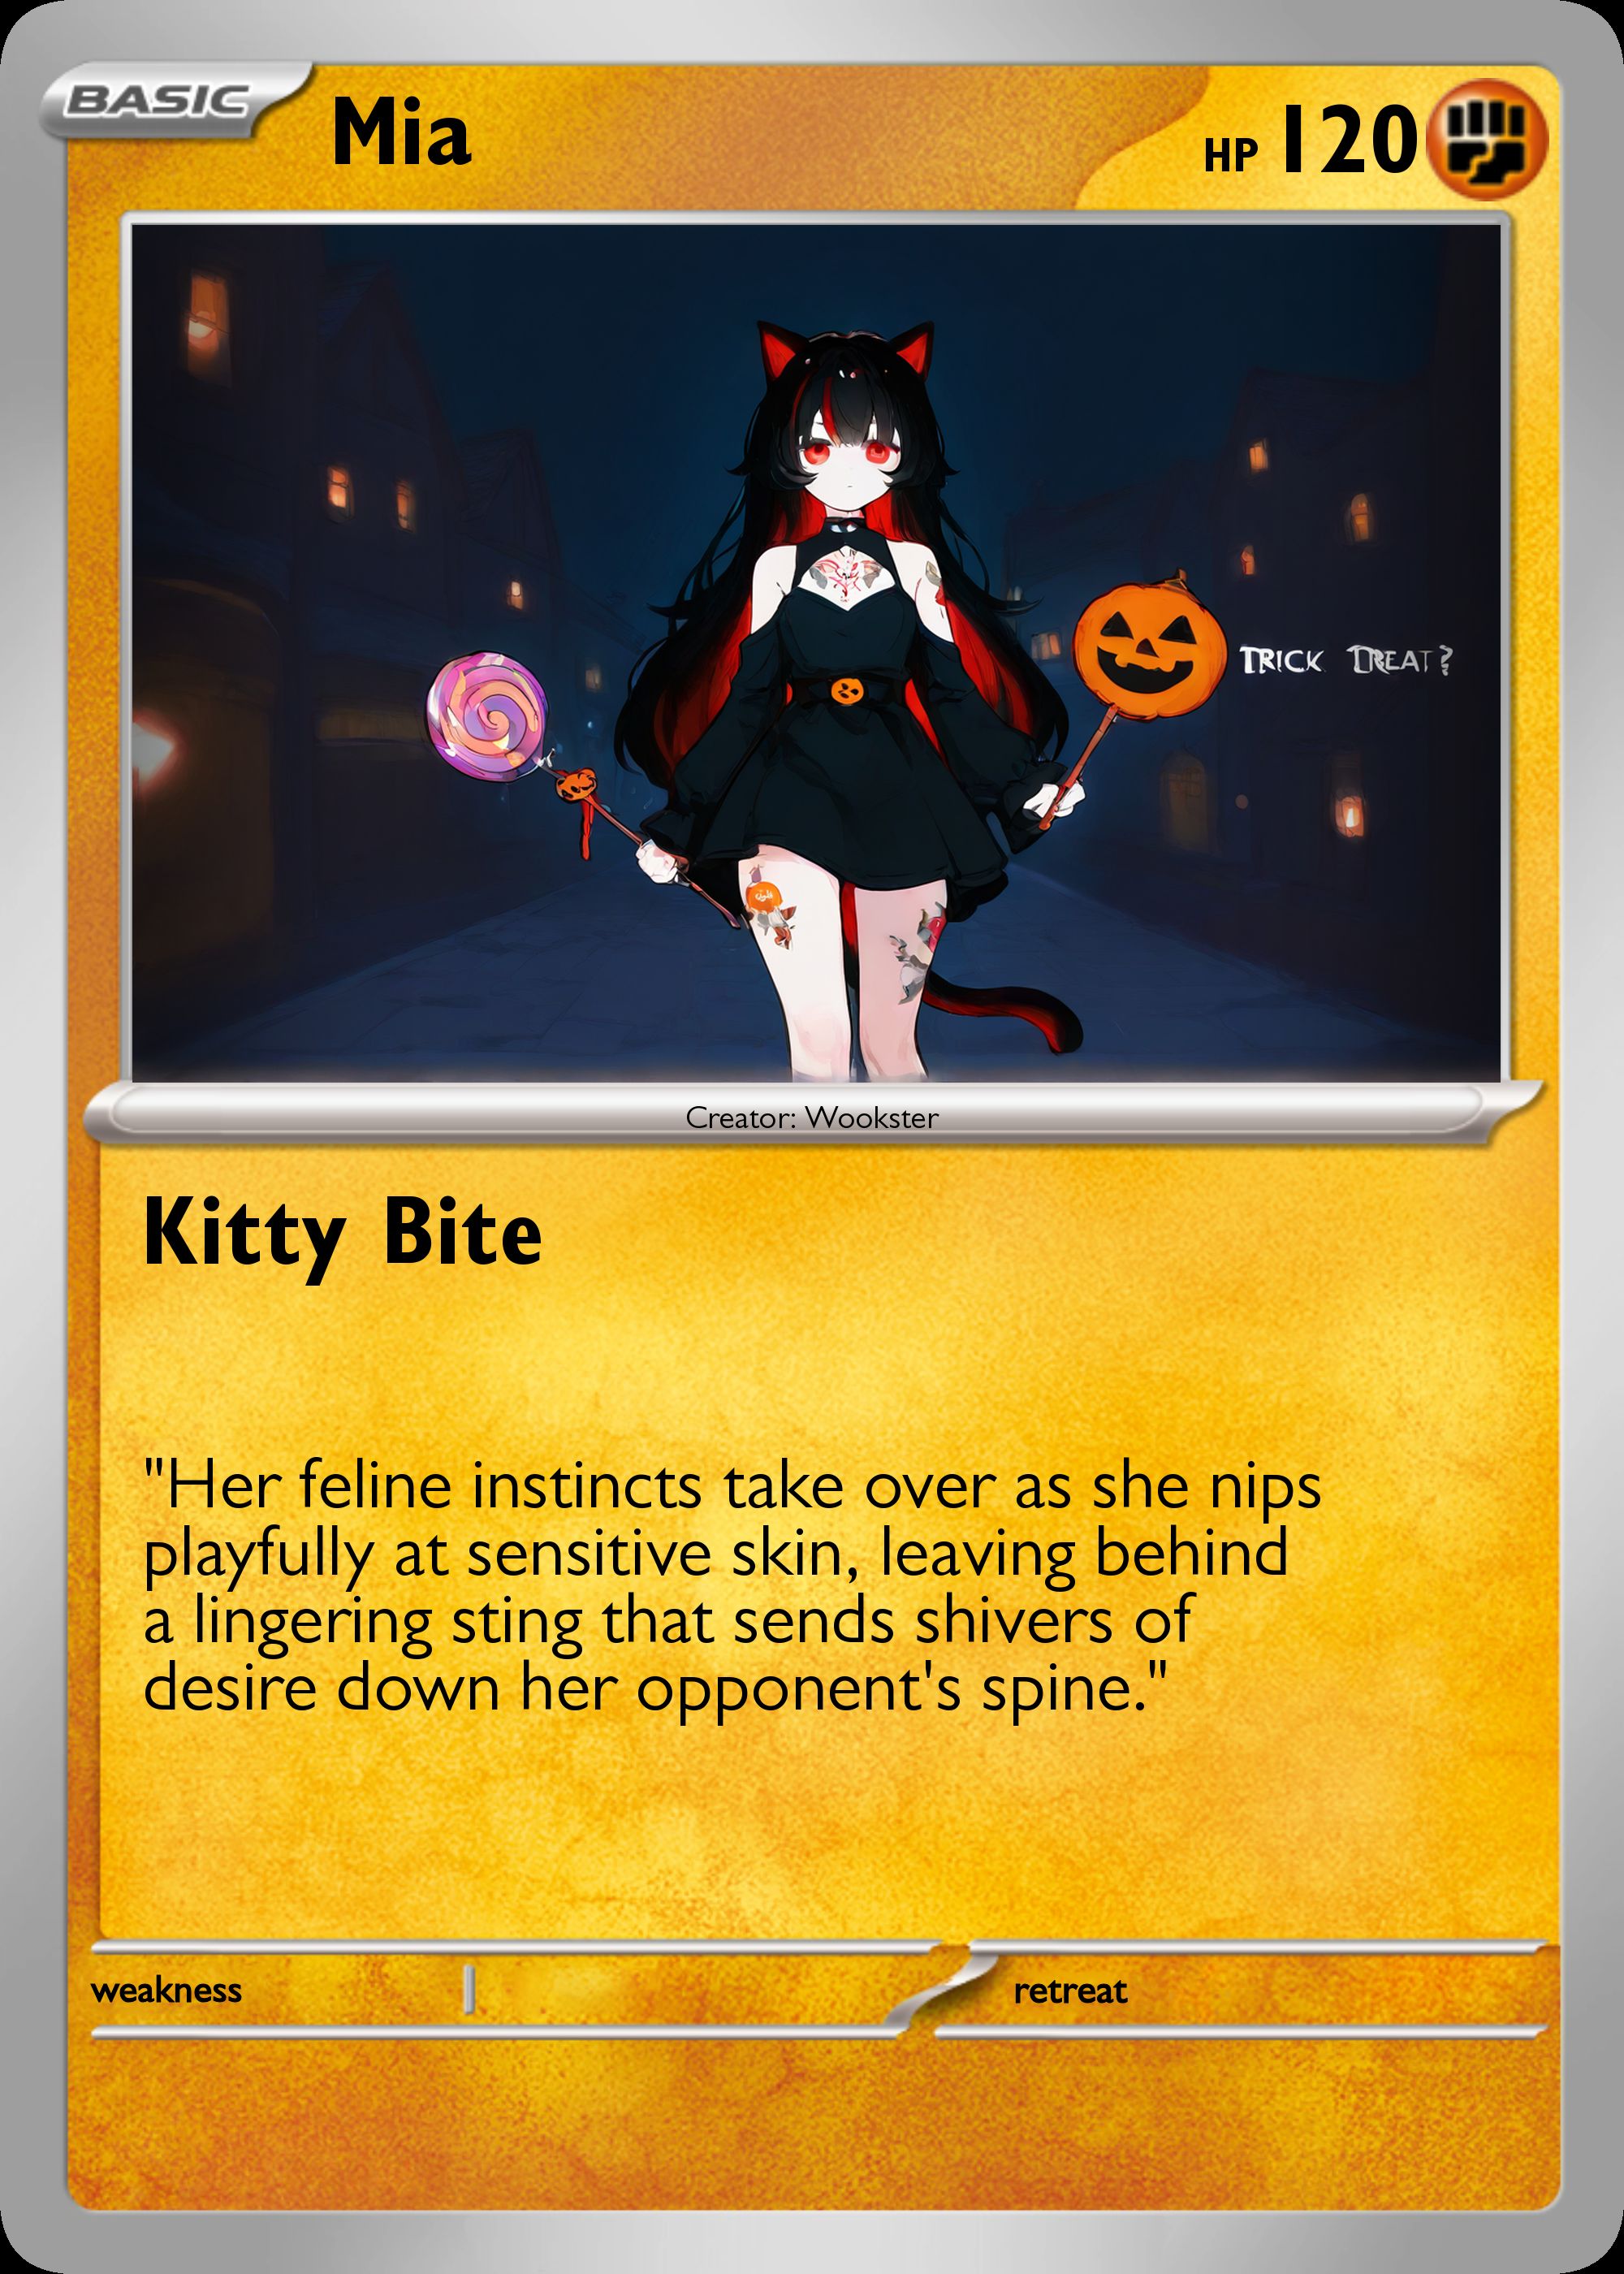 BASIC
Mia
HP 120
TRICK TREAT?
Creator: Wookster
Kitty Bite
"Her feline instincts take over as she nips
playfully at sensitive skin, leaving behind
a lingering sting that sends shivers of
desire down her opponent's spine."
weakness
retreat